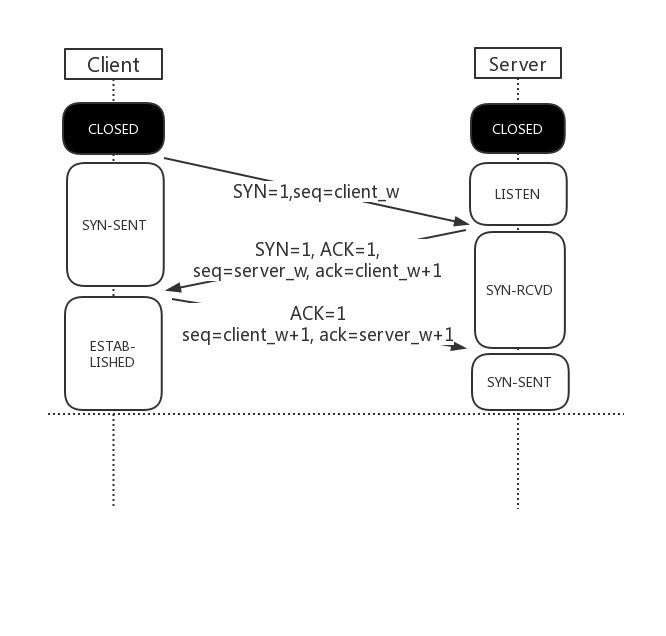 Client
Server
CLOSED
CLOSED
SYN=1,seq=client_w
LISTEN
SYN-SENT
SYN=1, ACK=1,
seq=server_w, ack=client_w+1
SYN-RCVD
ACK=1
seq=client_w+1, ack=server_w+1
ESTAB-
LISHED
SYN-SENT